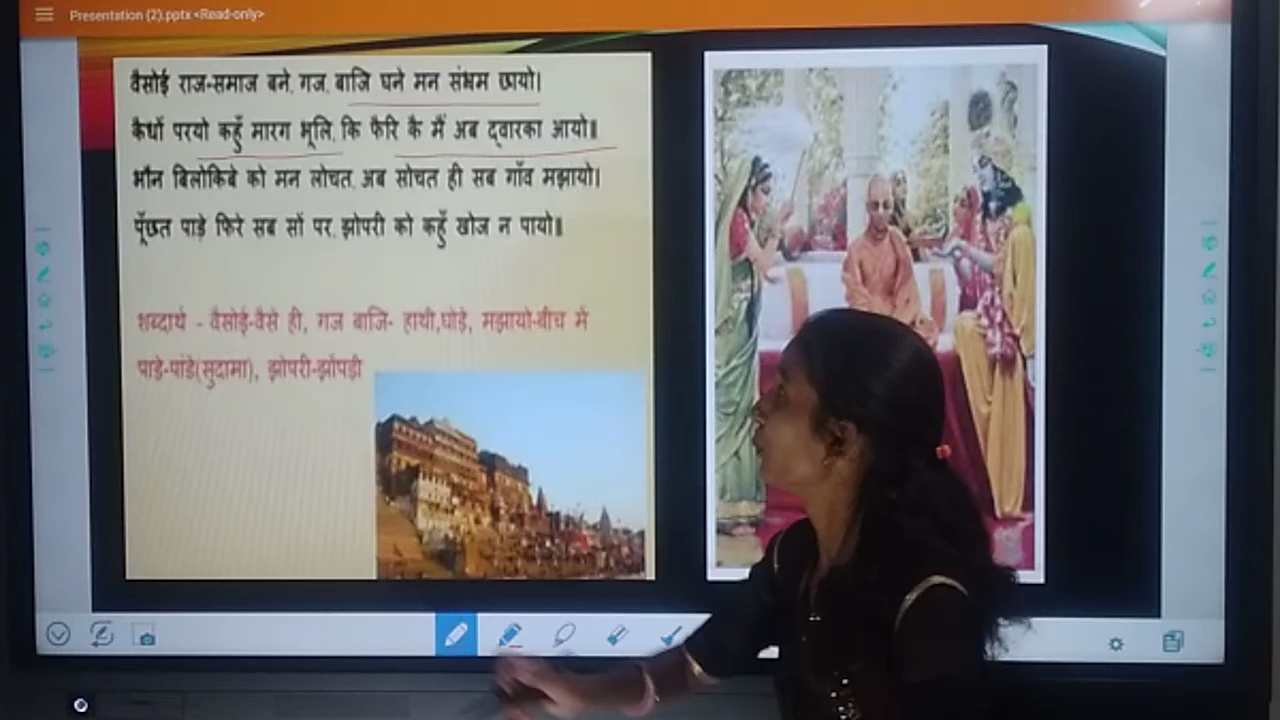 Presentation (2).pptx <Read-only>
वैसोई राज-समाज बने, गज, बाजि घने मन संभ्रम छायो।
कैधों परयो कहुँ मारग भूलि, कि फैरि कै मैं अब द्वारका आयो॥
भौन बिलोकिबे को मन लोचत, अब सोचत ही सब गाँव मझायो।
पूँछत पाड़े फिरे सब सों पर, झोपरी को कहुँ खोज न पायो॥
शब्दार्थ - वैसोई-वैसे ही, गज बाजि- हाथी,घोड़े, मझायो-बीच में
पाड़े-पांडे(सुदामा), झोपरी-झौंपड़ी